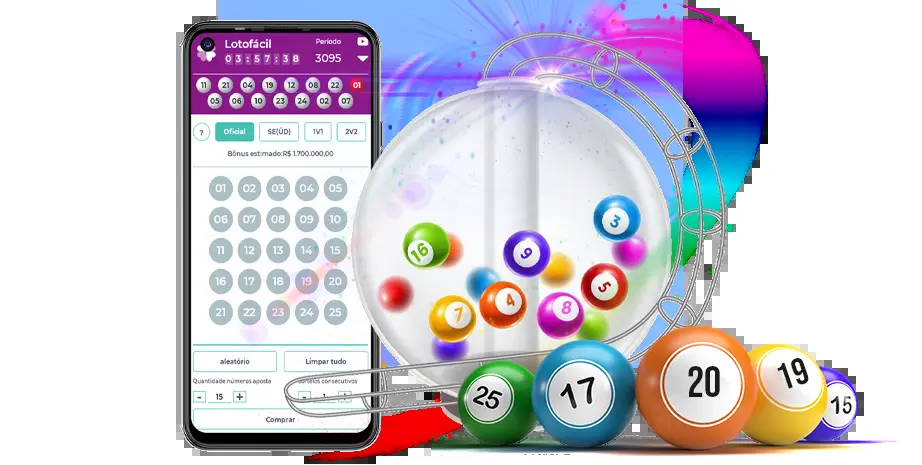 Lotofácil
Período
03:57:38
3095
11 21 04 19 12 08 22 01
05 06 10 23 24 02 07
?
Oficial
SE(ÚD)
1V1
2V2
Bônus estimado:R$ 1.700.000,00
01 02 03 04 05
06 07 08 09 10
11 12 13 14 15
16 17 18 19 20
21 22 23 24 25
aleatório
Limpar tudo
Quantidade números aposta
consecutivos
- 15 +
- +
Comprar
16
9
3
7
4
8
5
25
17
20
19
15